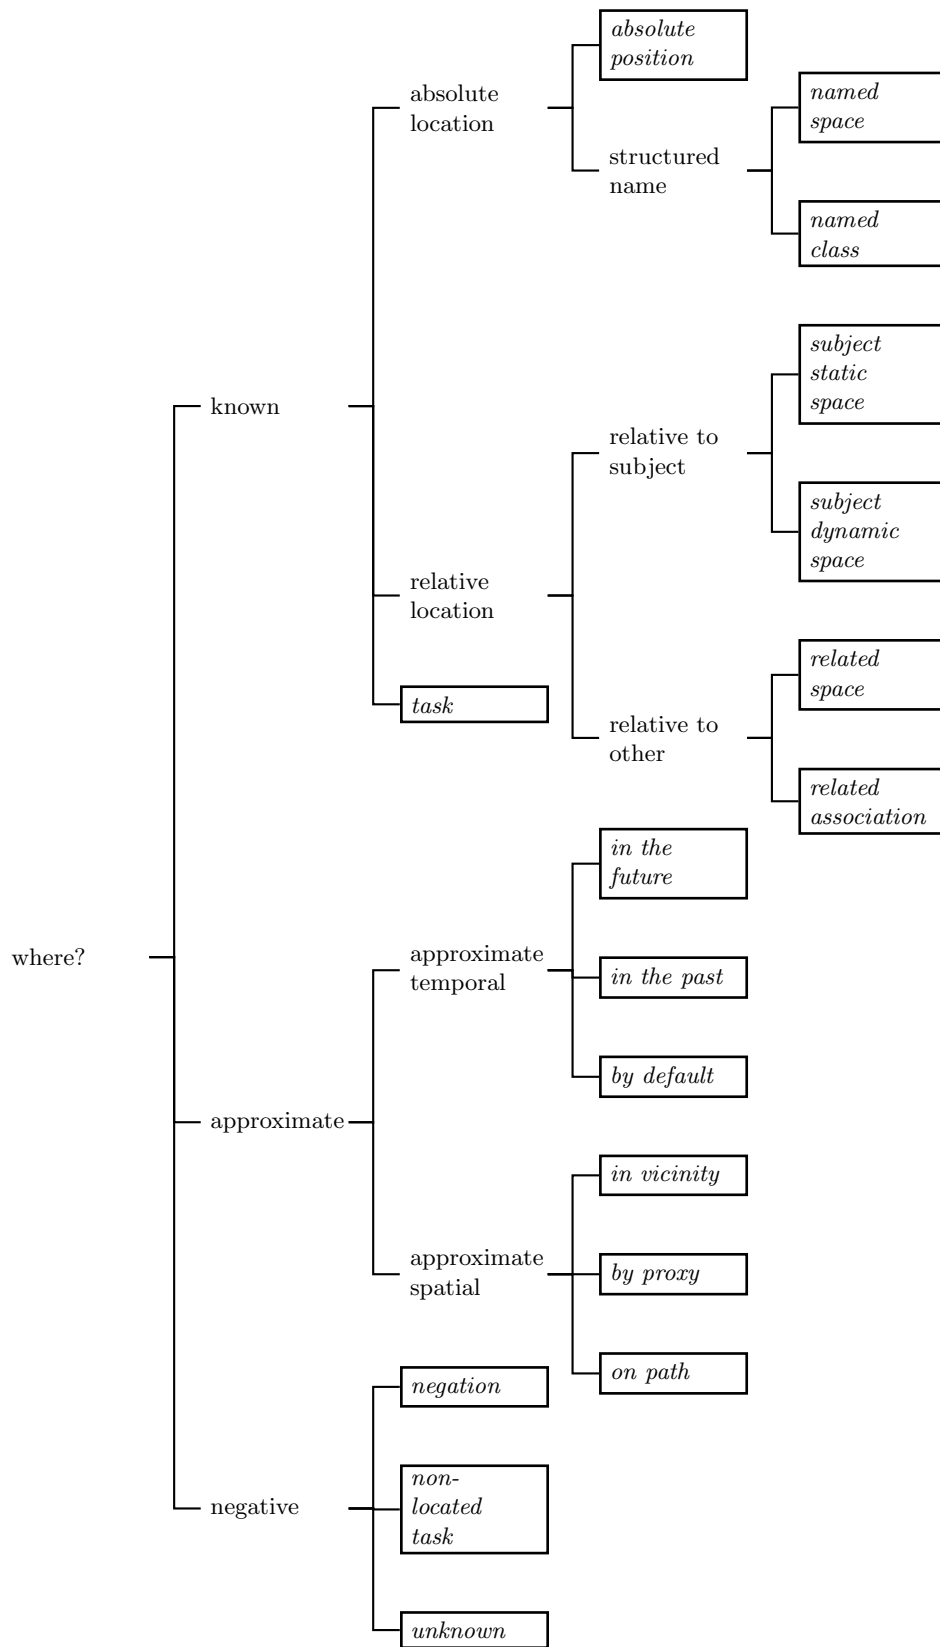 absolute
position
absolute
location
named
space
structured
name
named
class
subject
static
space
known
relative to
subject
subject
dynamic
space
relative
location
related
space
task
relative to
other
related
association
in the
future
where?
approximate
temporal
in the past
by default
approximate
in vicinity
approximate
spatial
by proxy
on path
negation
non-
located
task
negative
unknown